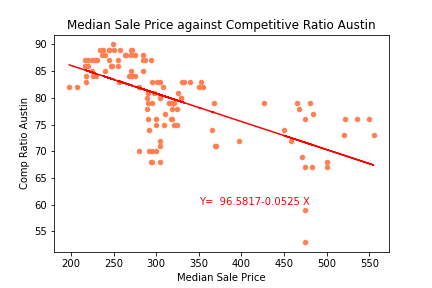 Median Sale Price against Competitive Ratio Austin
90
85
80
75
70
65
60
55
Comp Ratio Austin
Y=  96.5817-0.0525 X
200 250 300 350 400 450 500 550
Median Sale Price